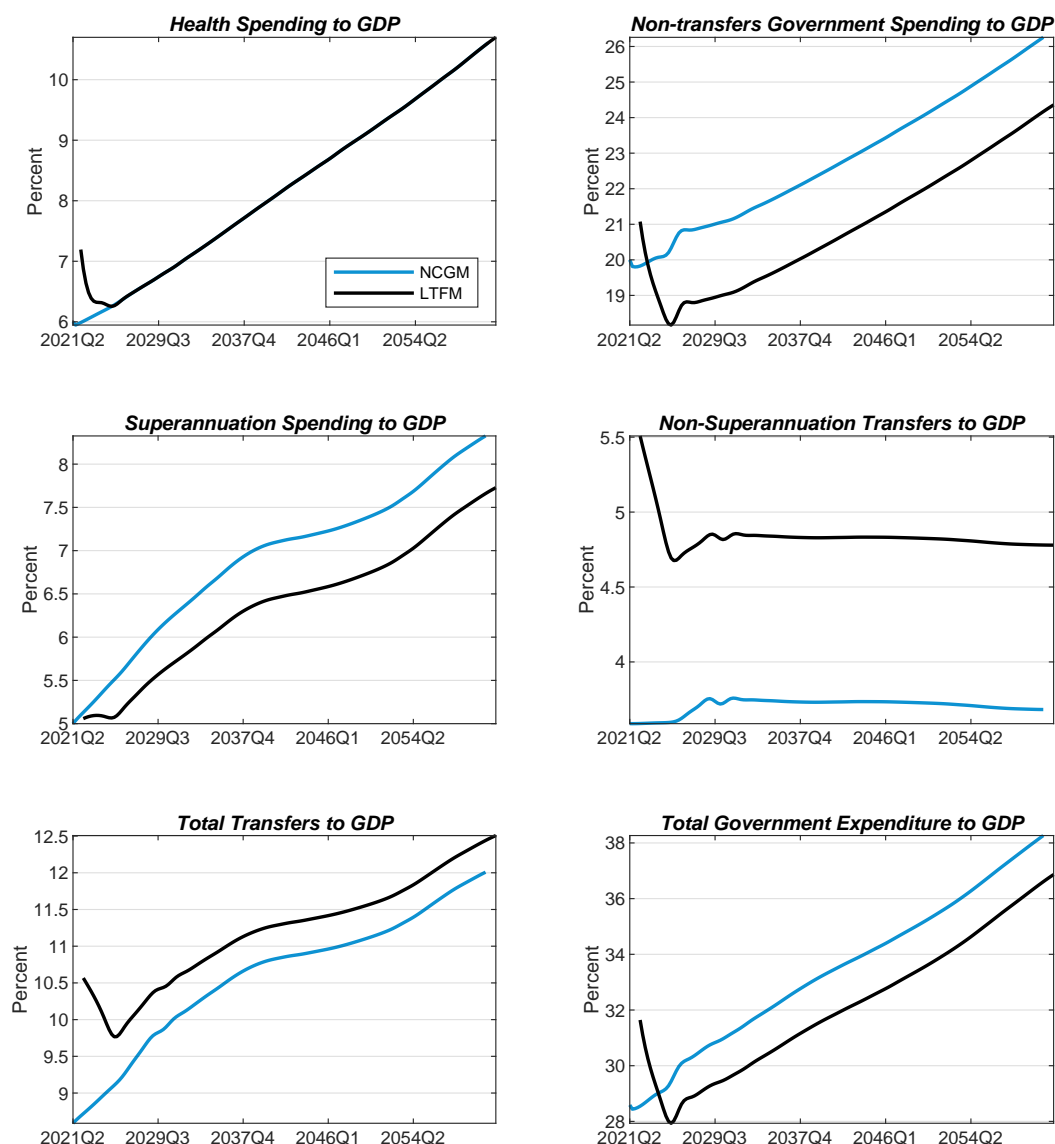 Health Spending to GDP
Percent
10
9
8
7
6
2021Q2 2029Q3 2037Q4 2046Q1 2054Q2
NCGM
LTFM
Non-transfers Government Spending to GDP
Percent
26
25
24
23
22
21
20
19
2021Q2 2029Q3 2037Q4 2046Q1 2054Q2
Superannuation Spending to GDP
Percent
8
7.5
7
6.5
6
5.5
5
2021Q2 2029Q3 2037Q4 2046Q1 2054Q2
Non-Superannuation Transfers to GDP
Percent
5.5
5
4.5
4
2021Q2 2029Q3 2037Q4 2046Q1 2054Q2
Total Transfers to GDP
Percent
12.5
12
11.5
11
10.5
10
9.5
9
2021Q2 2029Q3 2037Q4 2046Q1 2054Q2
Total Government Expenditure to GDP
Percent
38
36
34
32
30
28
2021Q2 2029Q3 2037Q4 2046Q1 2054Q2